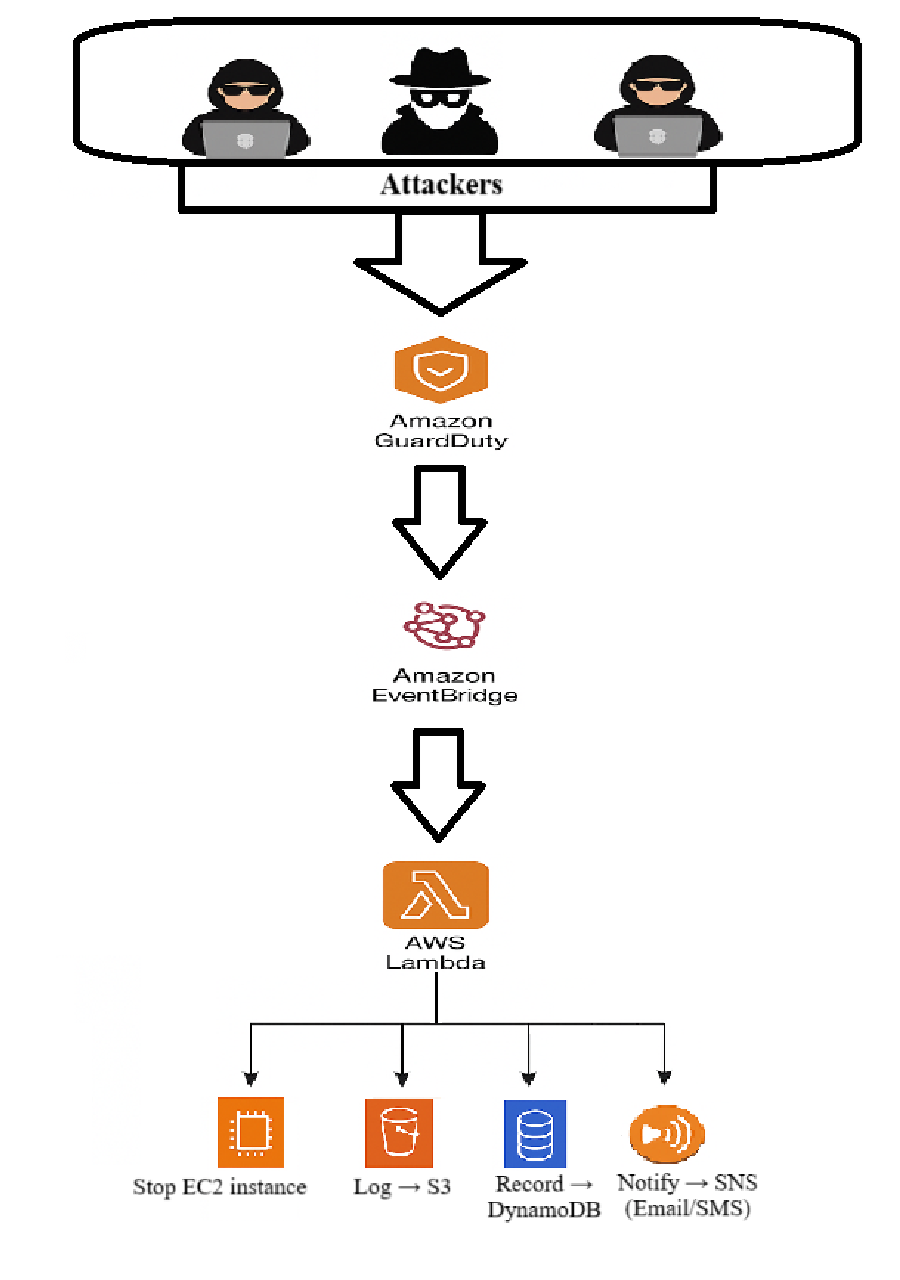 Attackers
Amazon
GuardDuty
Amazon
EventBridge
AWS
Lambda
Stop EC2 instance
Log → S3
Record →
DynamoDB
Notify → SNS
(Email/SMS)